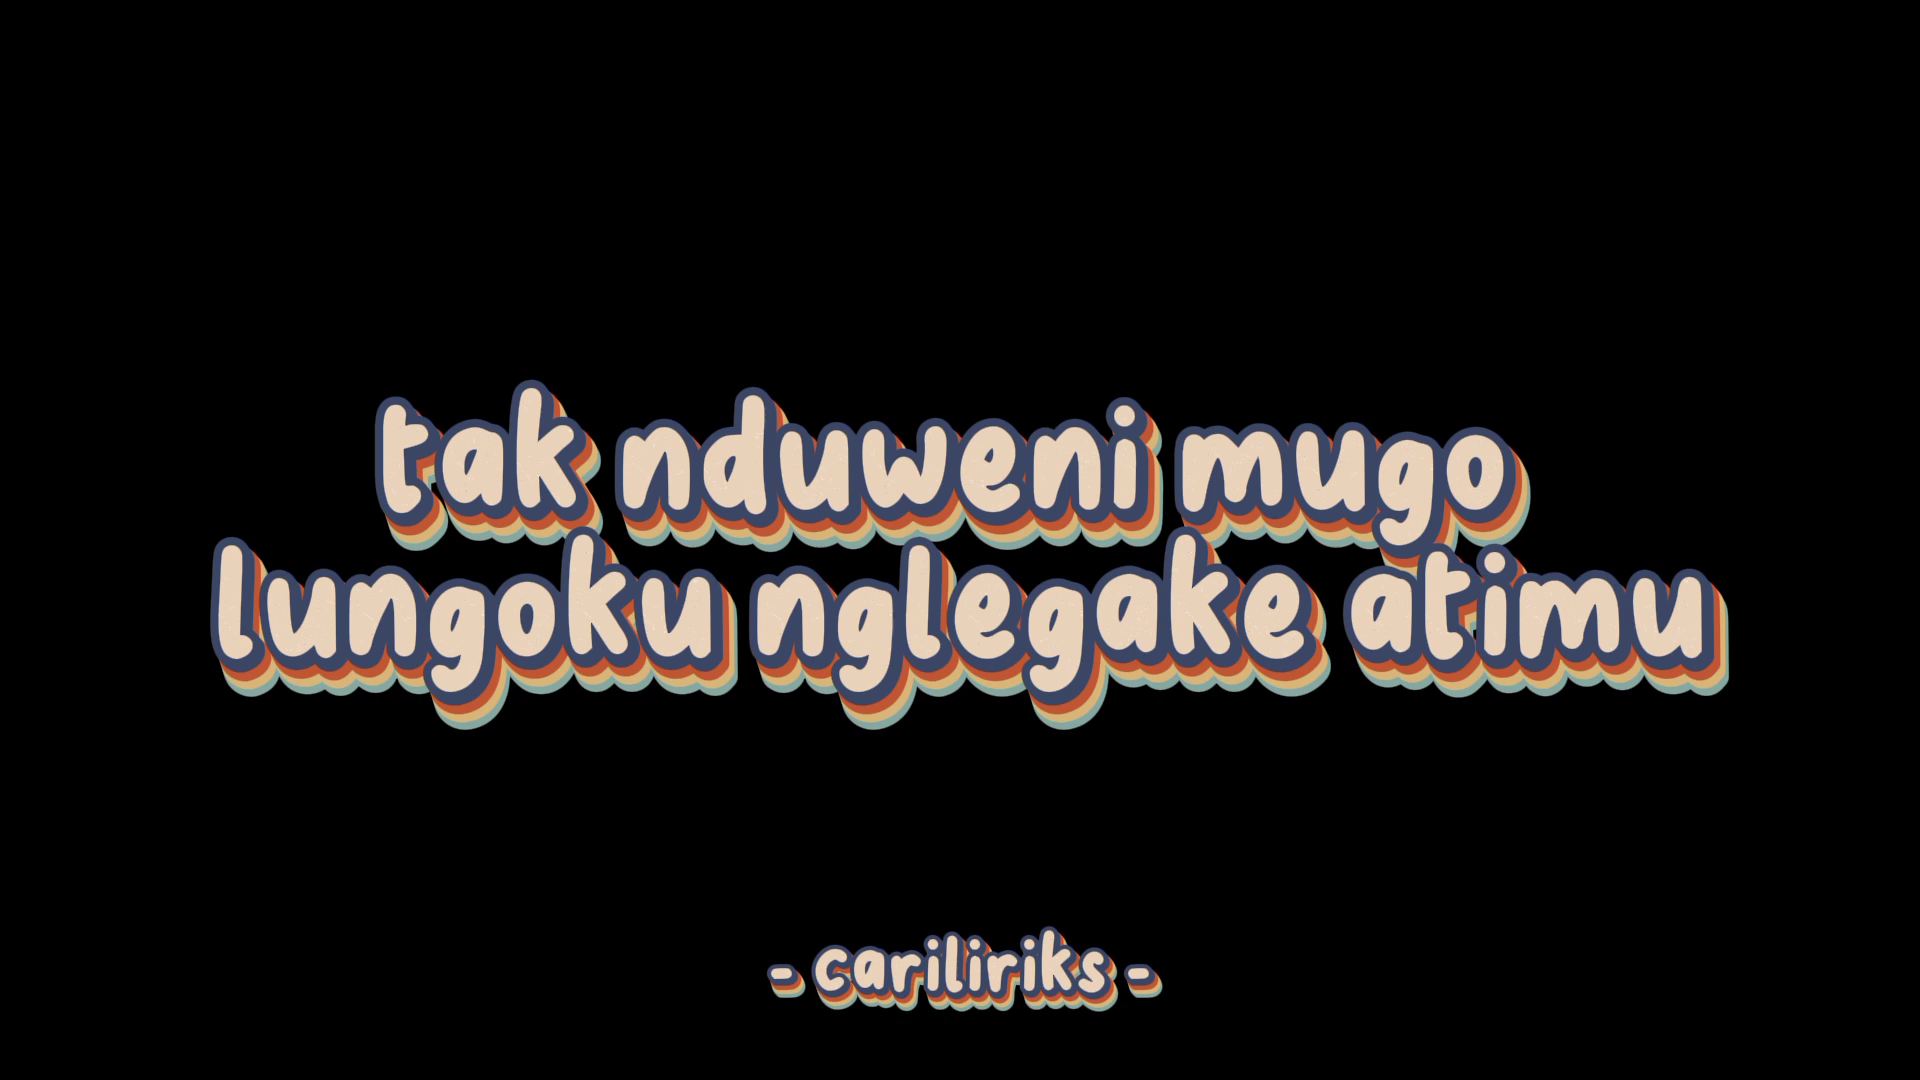 tak nduweni mugo
lungoku nglegake atimu
- cariliriks -